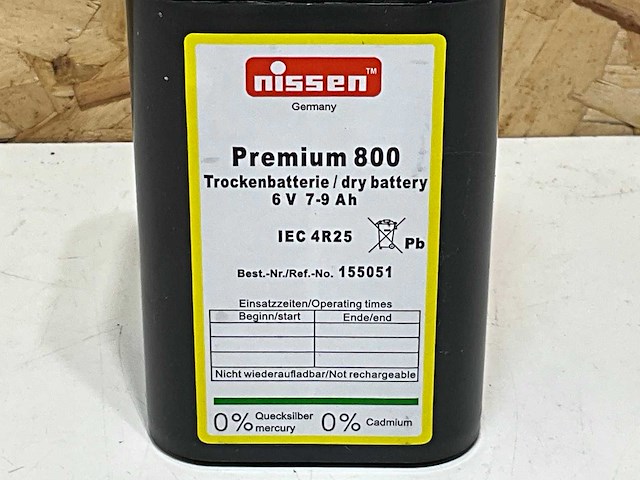 nissen™
Germany
Premium 800
Trockenbatterie / dry battery
6 V 7-9 Ah
IEC 4R25
Pb
Best.-Nr./Ref.-No. 155051
Einsatzzeiten/Operating times
Beginn/start Ende/end
Nicht wiederaufladbar/Not rechargeable
0% Quecksilber mercury 0% Cadmium